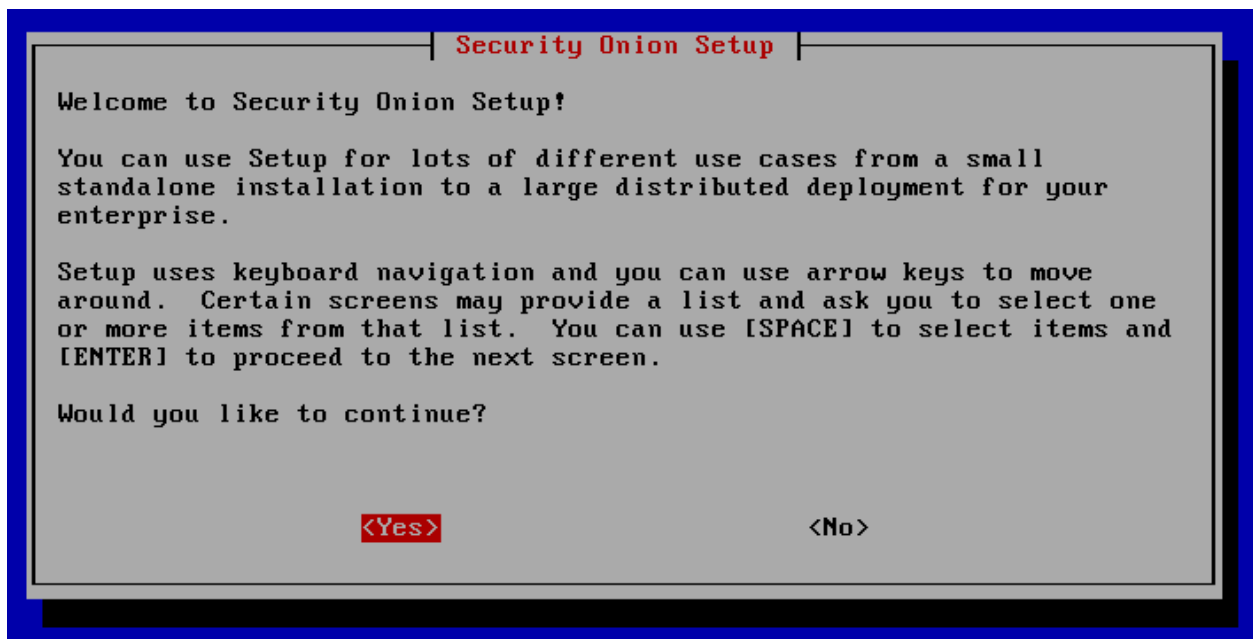 Security Onion Setup
Welcome to Security Onion Setup!
You can use Setup for lots of different use cases from a small
standalone installation to a large distributed deployment for your
enterprise.
Setup uses keyboard navigation and you can use arrow keys to move
around.  Certain screens may provide a list and ask you to select one
or more items from that list.  You can use [SPACE] to select items and
[ENTER] to proceed to the next screen.
Would you like to continue?
<Yes> <No>